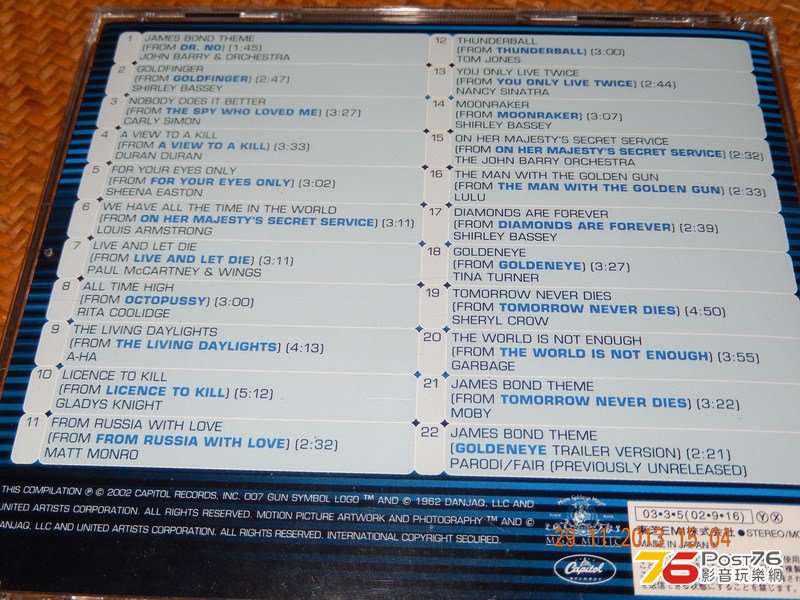 1 JAMES BOND THEME
(FROM DR. NO) (1:45)
JOHN BARRY & ORCHESTRA
2 GOLDFINGER
(FROM GOLDFINGER) (2:47)
SHIRLEY BASSEY
3 NOBODY DOES IT BETTER
(FROM THE SPY WHO LOVED ME) (3:27)
CARLY SIMON
4 A VIEW TO A KILL
(FROM A VIEW TO A KILL) (3:33)
DURAN DURAN
5 FOR YOUR EYES ONLY
(FROM FOR YOUR EYES ONLY) (3:02)
SHEENA EASTON
6 WE HAVE ALL THE TIME IN THE WORLD
(FROM ON HER MAJESTY'S SECRET SERVICE) (3:11)
LOUIS ARMSTRONG
7 LIVE AND LET DIE
(FROM LIVE AND LET DIE) (3:11)
PAUL McCARTNEY & WINGS
8 ALL TIME HIGH
(FROM OCTOPUSSY) (3:00)
RITA COOLIDGE
9 THE LIVING DAYLIGHTS
(FROM THE LIVING DAYLIGHTS) (4:13)
A-HA
10 LICENCE TO KILL
(FROM LICENCE TO KILL) (5:12)
GLADYS KNIGHT
11 FROM RUSSIA WITH LOVE
(FROM FROM RUSSIA WITH LOVE) (2:32)
MATT MONRO
12 THUNDERBALL
(FROM THUNDERBALL) (3:00)
TOM JONES
13 YOU ONLY LIVE TWICE
(FROM YOU ONLY LIVE TWICE) (2:44)
NANCY SINATRA
14 MOONRAKER
(FROM MOONRAKER) (3:07)
SHIRLEY BASSEY
15 ON HER MAJESTY'S SECRET SERVICE
(FROM ON HER MAJESTY'S SECRET SERVICE) (2:32)
THE JOHN BARRY ORCHESTRA
16 THE MAN WITH THE GOLDEN GUN
(FROM THE MAN WITH THE GOLDEN GUN) (2:33)
LULU
17 DIAMONDS ARE FOREVER
(FROM DIAMONDS ARE FOREVER) (2:39)
SHIRLEY BASSEY
18 GOLDENEYE
(FROM GOLDENEYE) (3:27)
TINA TURNER
19 TOMORROW NEVER DIES
(FROM TOMORROW NEVER DIES) (4:50)
SHERYL CROW
20 THE WORLD IS NOT ENOUGH
(FROM THE WORLD IS NOT ENOUGH) (3:55)
GARBAGE
21 JAMES BOND THEME
(FROM TOMORROW NEVER DIES) (3:22)
MOBY
22 JAMES BOND THEME
(GOLDENEYE TRAILER VERSION) (2:21)
PARODI/FAIR (PREVIOUSLY UNRELEASED)
THIS COMPILATION ℗ © 2002 CAPITOL RECORDS, INC. 007 GUN SYMBOL LOGO ™ AND © 1962 DANJAQ, LLC AND
UNITED ARTISTS CORPORATION. ALL RIGHTS RESERVED. MOTION PICTURE ARTWORK AND PHOTOGRAPHY ™ AND ©
DANJAQ, LLC AND UNITED ARTISTS CORPORATION. ALL RIGHTS RESERVED. INTERNATIONAL COPYRIGHT SECURED.
Capitol
RECORDS
03・3・5(02・9・16) Ⓨ Ⓧ
東芝EMI株式会社 ●STEREO/MO
MADE IN JAPAN
29 11 2013 15:04
76 Post76
影音玩樂網